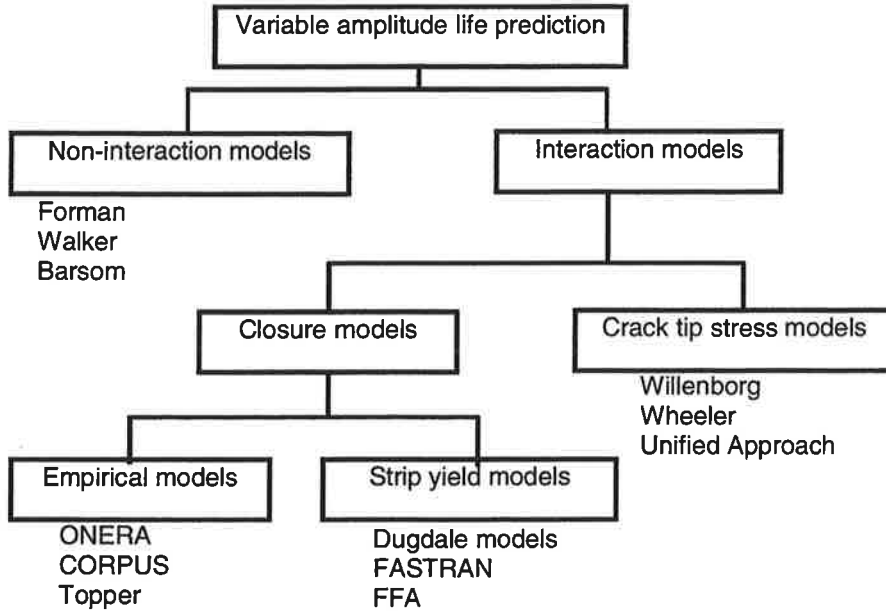 Variable amplitude life prediction
Non-interaction models
Interaction models
Forman
Walker
Barsom
Closure models
Crack tip stress models
Willenborg
Wheeler
Unified Approach
Empirical models
Strip yield models
ONERA
CORPUS
Topper
Dugdale models
FASTRAN
FFA